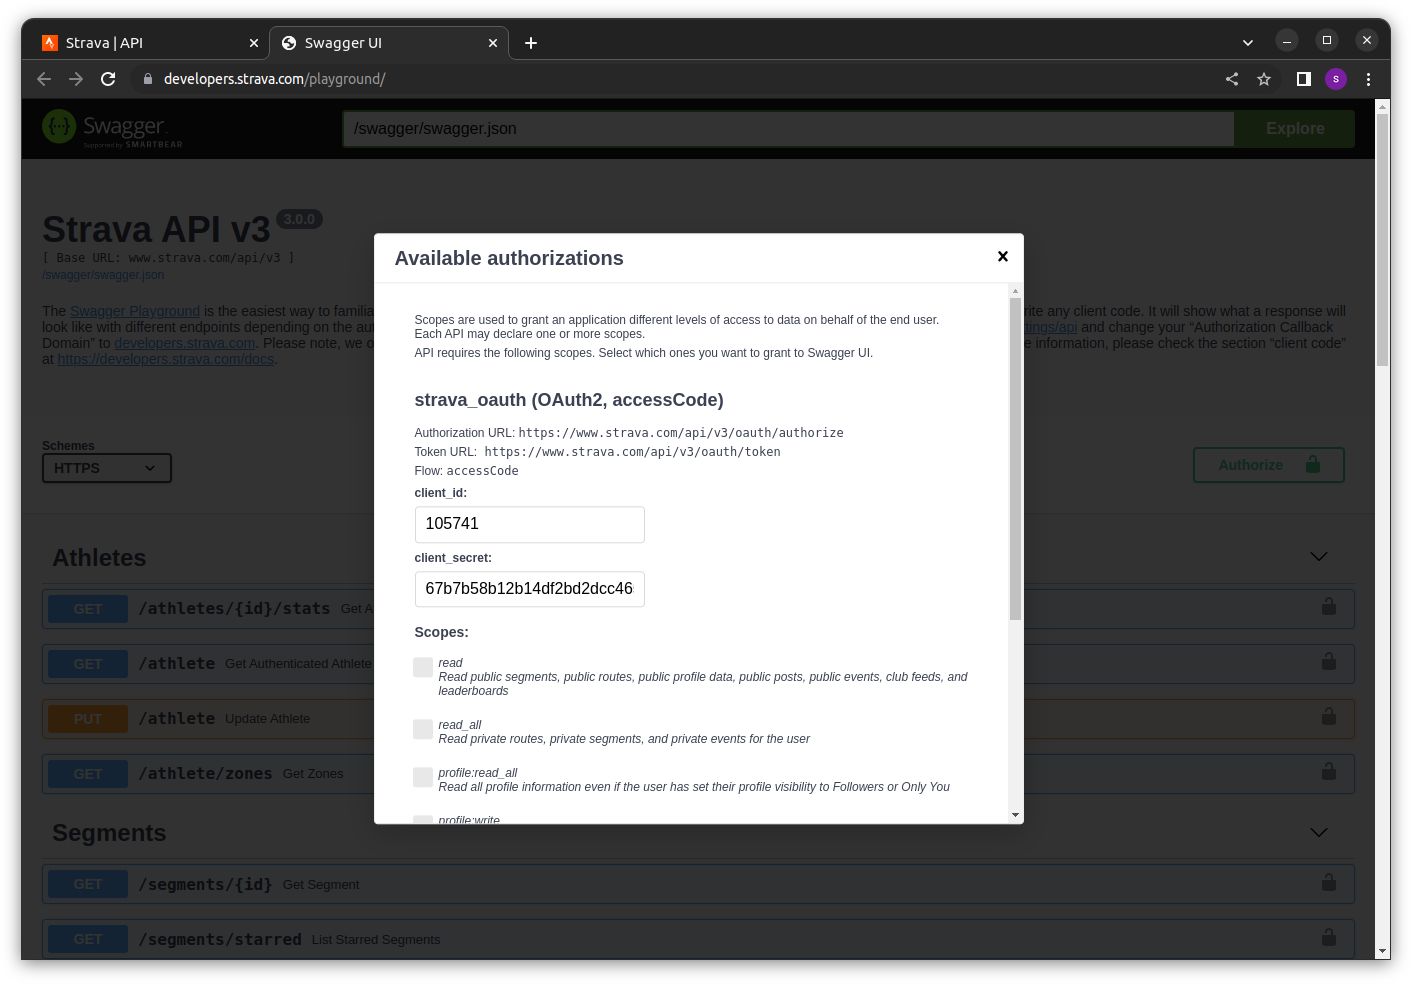 Strava | API
Swagger UI
developers.strava.com/playground/
S
{···} Swagger.
Supported by SMARTBEAR
/swagger/swagger.json
Explore
Strava API v3 3.0.0
[ Base URL: www.strava.com/api/v3 ]
/swagger/swagger.json
The Swagger Playground is the easiest way to familia
rite any client code. It will show what a response will
look like with different endpoints depending on the aut
tings/api and change your “Authorization Callback
Domain” to developers.strava.com. Please note, we o
e information, please check the section “client code”
at https://developers.strava.com/docs.
Available authorizations
Scopes are used to grant an application different levels of access to data on behalf of the end user.
Each API may declare one or more scopes.
API requires the following scopes. Select which ones you want to grant to Swagger UI.
strava_oauth (OAuth2, accessCode)
Authorization URL: https://www.strava.com/api/v3/oauth/authorize
Token URL: https://www.strava.com/api/v3/oauth/token
Flow: accessCode
client_id:
105741
client_secret:
67b7b58b12b14df2bd2dcc46
Scopes:
read
Read public segments, public routes, public profile data, public posts, public events, club feeds, and
leaderboards
read_all
Read private routes, private segments, and private events for the user
profile:read_all
Read all profile information even if the user has set their profile visibility to Followers or Only You
profile:write
Schemes
HTTPS
Authorize
Athletes
GET /athletes/{id}/stats Get A
GET /athlete Get Authenticated Athlete
PUT /athlete Update Athlete
GET /athlete/zones Get Zones
Segments
GET /segments/{id} Get Segment
GET /segments/starred List Starred Segments